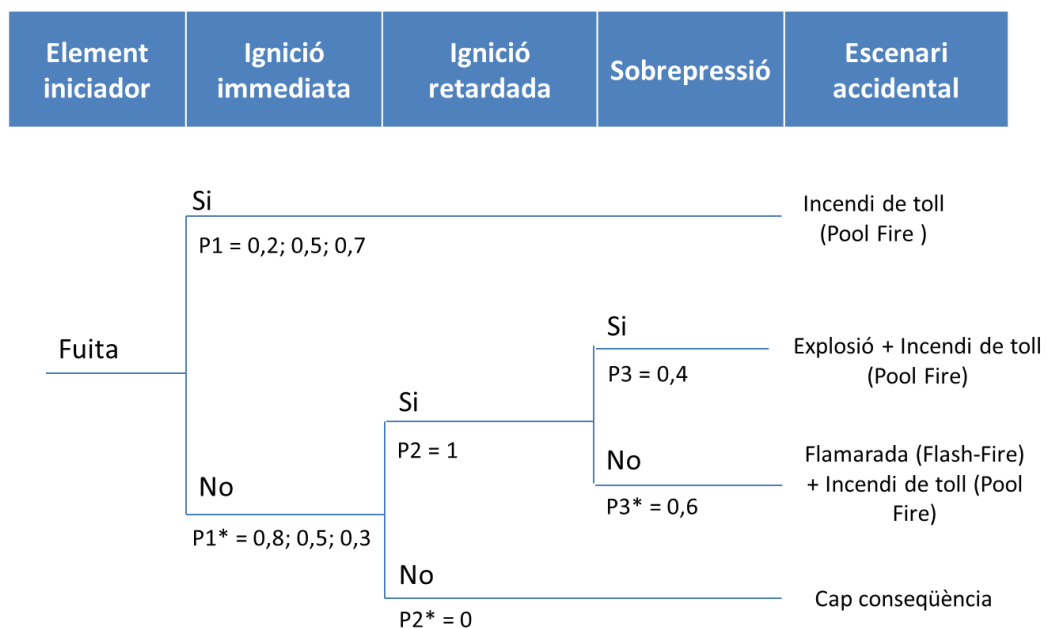 Element
iniciador
Ignició
immediata
Ignició
retardada
Sobrepressió
Escenari
accidental
Si
P1 = 0,2; 0,5; 0,7
Incendi de toll
(Pool Fire )
Fuita
Si
P3 = 0,4
Explosió + Incendi de toll
(Pool Fire)
Si
P2 = 1
No
P3* = 0,6
Flamarada (Flash-Fire)
+ Incendi de toll (Pool
Fire)
No
P1* = 0,8; 0,5; 0,3
No
P2* = 0
Cap conseqüència